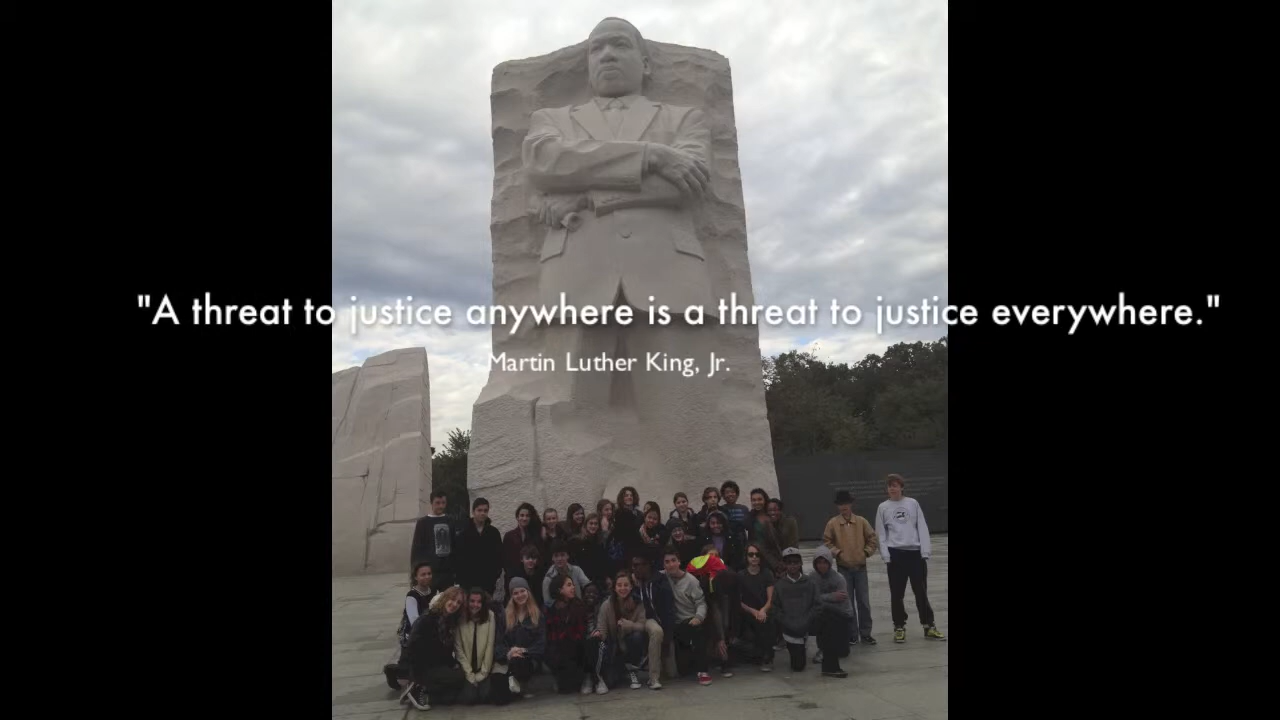 "A threat to justice anywhere is a threat to justice everywhere."
- Martin Luther King, Jr.